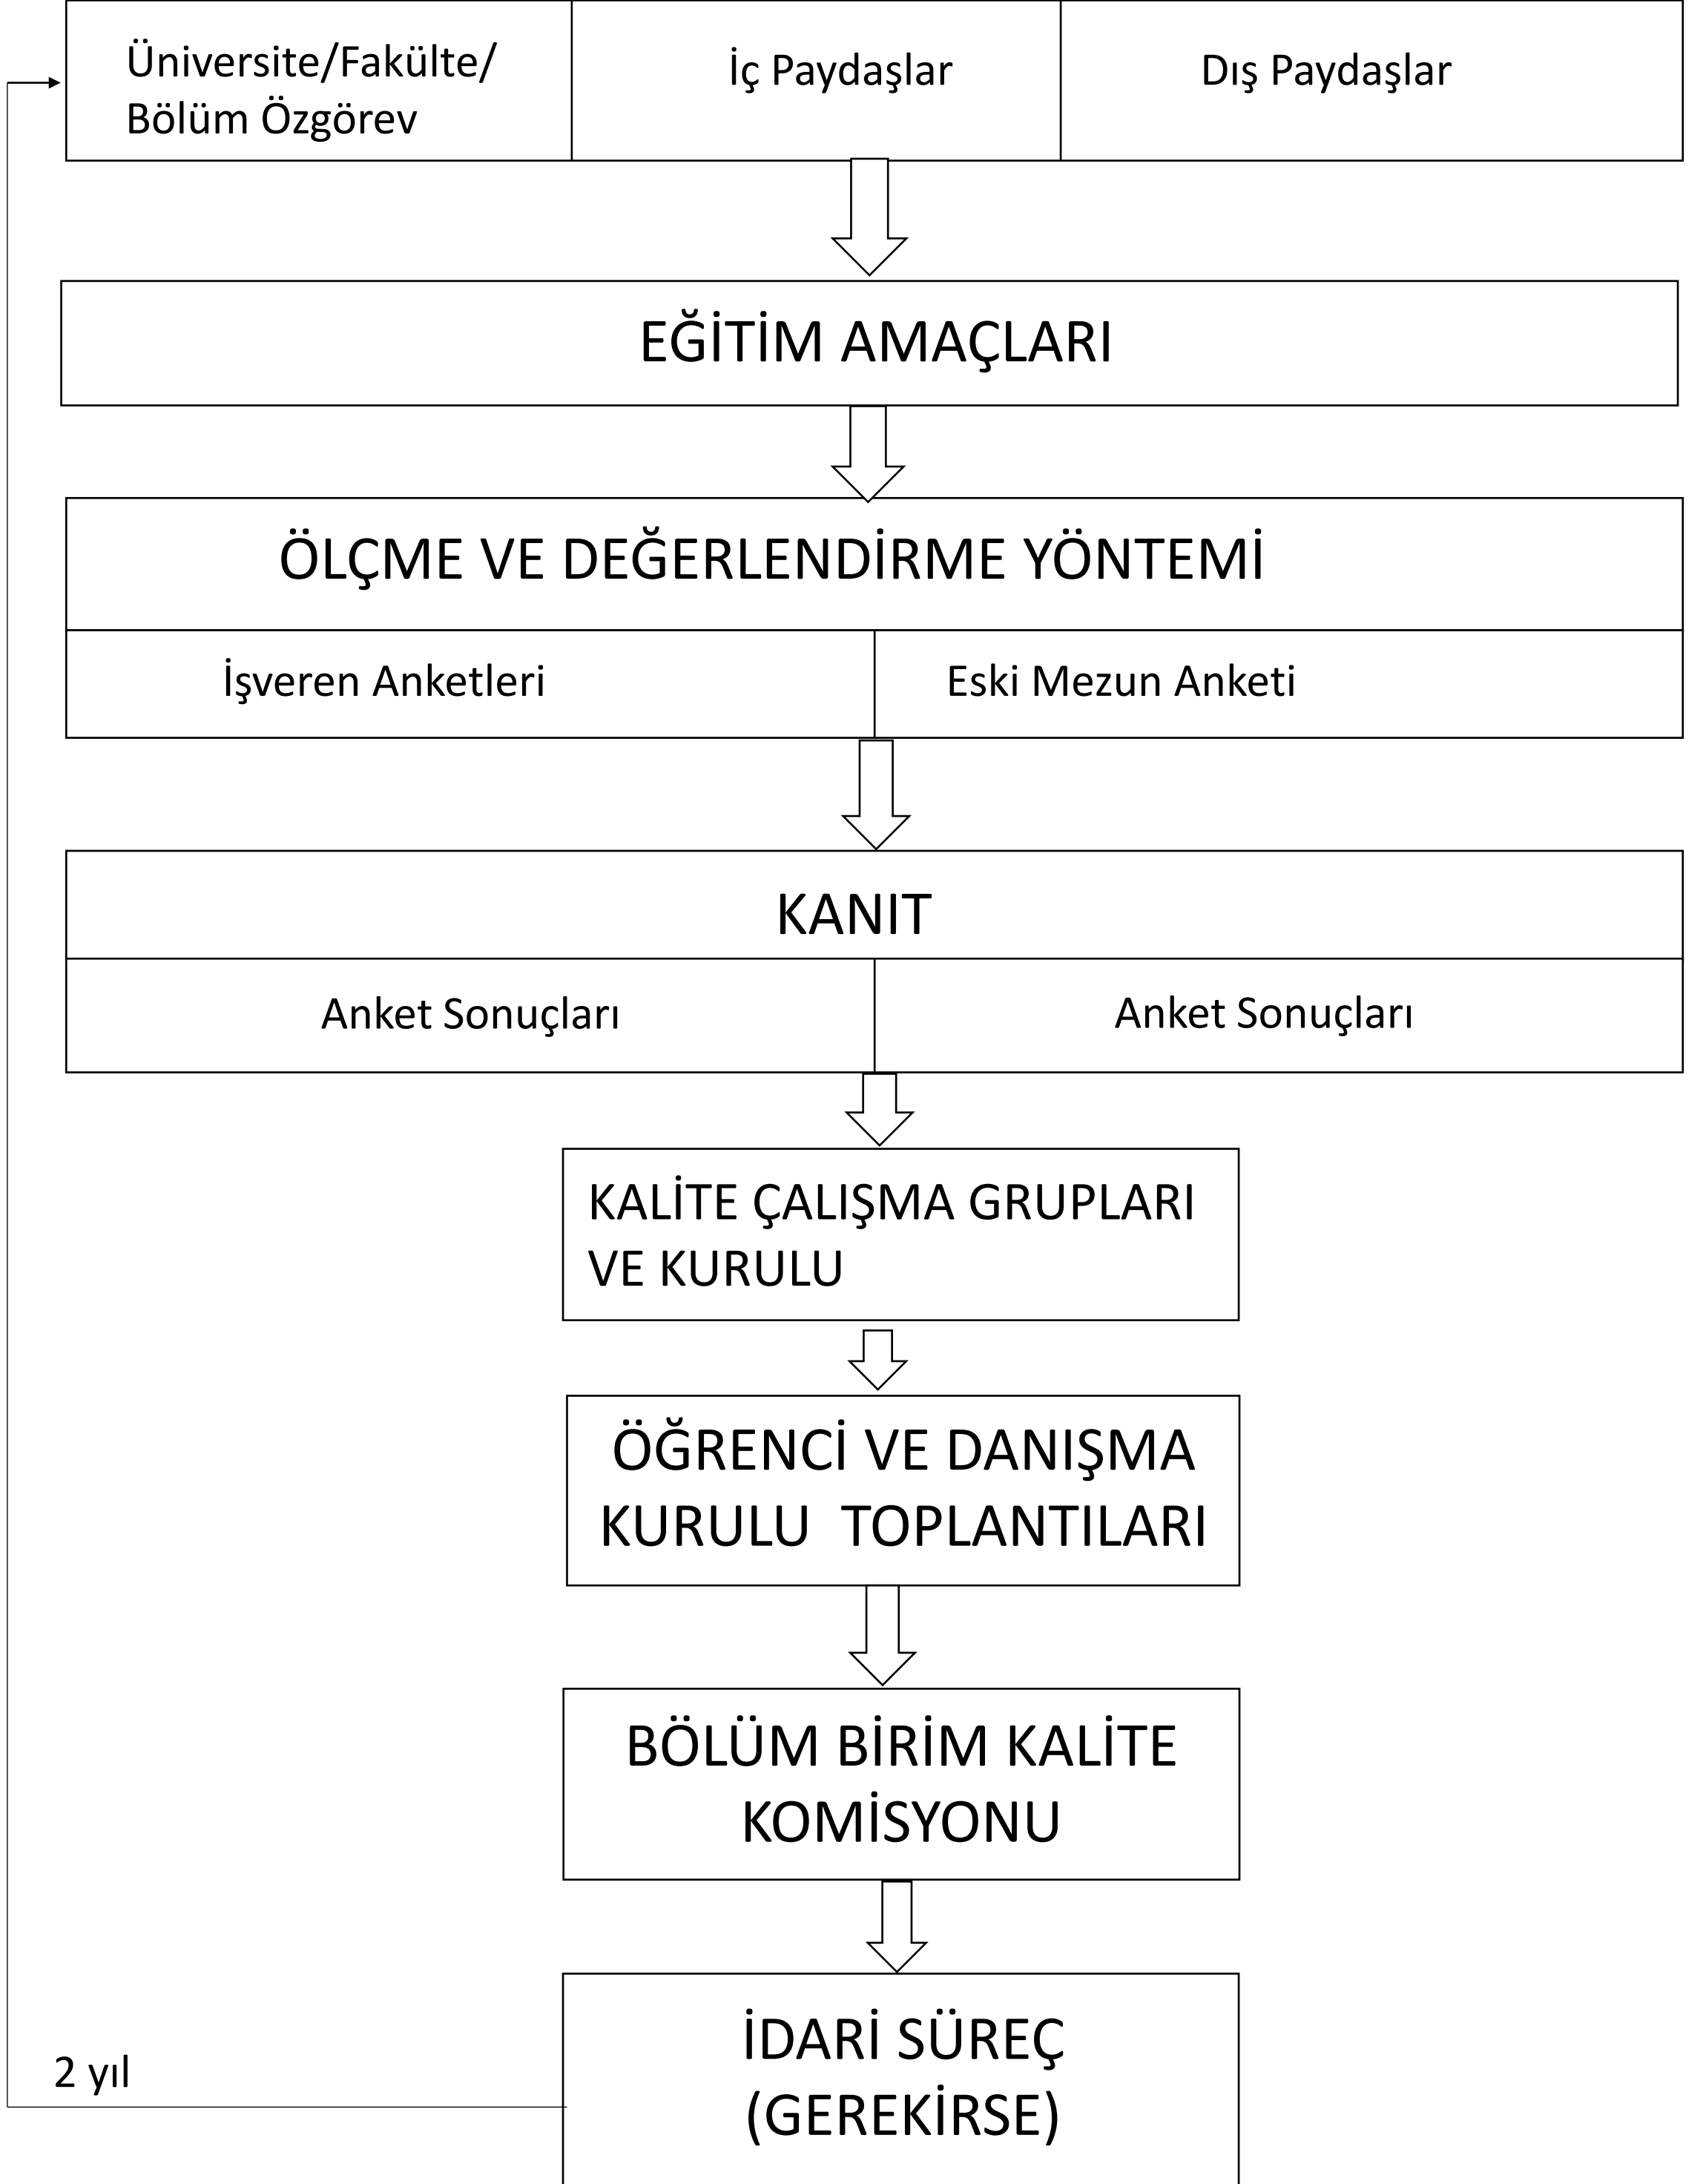 Üniversite/Fakülte/
Bölüm Özgörev
İç Paydaşlar
Dış Paydaşlar
EĞİTİM AMAÇLARI
ÖLÇME VE DEĞERLENDİRME YÖNTEMİ
İşveren Anketleri
Eski Mezun Anketi
KANIT
Anket Sonuçları
Anket Sonuçları
KALİTE ÇALIŞMA GRUPLARI
VE KURULU
ÖĞRENCİ VE DANIŞMA
KURULU TOPLANTILARI
BÖLÜM BİRİM KALİTE
KOMİSYONU
İDARİ SÜREÇ
(GEREKİRSE)
2 yıl